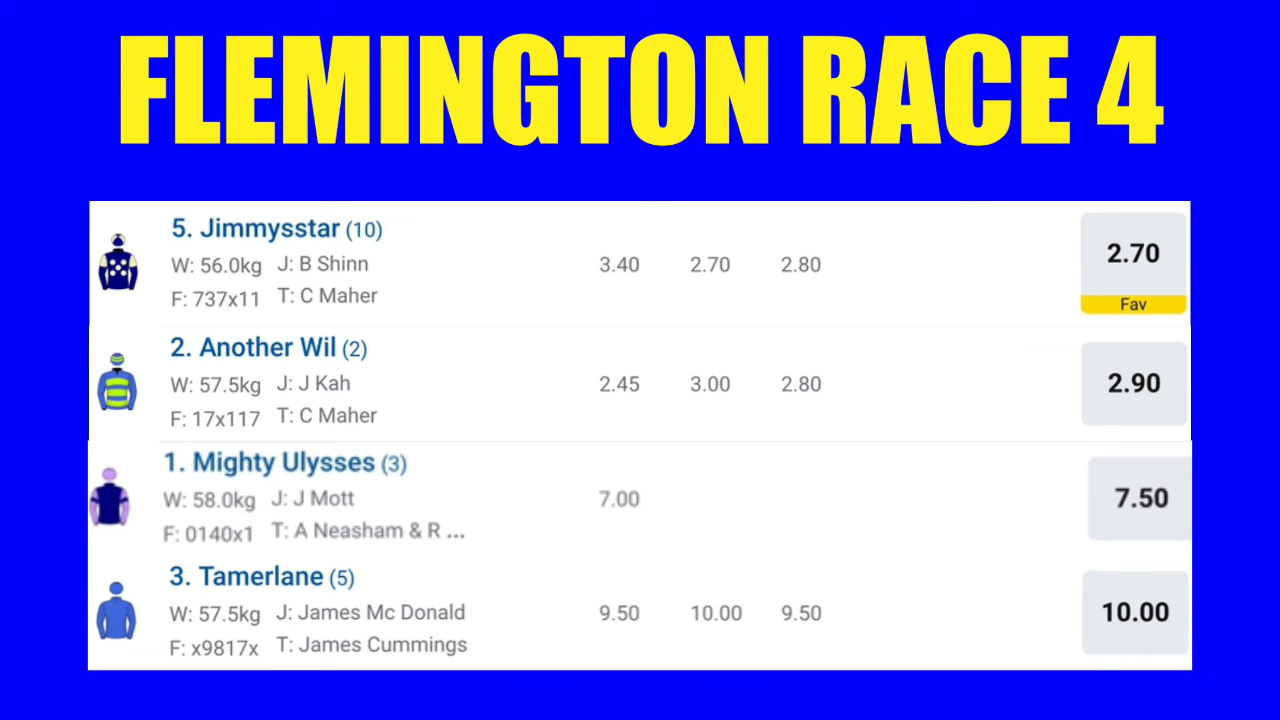 FLEMINGTON RACE 4
5. Jimmysstar (10)
W: 56.0kg J: B Shinn 3.40 2.70 2.80 2.70
F: 737x11 T: C Maher Fav
2. Another Wil (2)
W: 57.5kg J: J Kah 2.45 3.00 2.80 2.90
F: 17x117 T: C Maher
1. Mighty Ulysses (3)
W: 58.0kg J: J Mott 7.00 7.50
F: 0140x1 T: A Neasham & R ...
3. Tamerlane (5)
W: 57.5kg J: James Mc Donald 9.50 10.00 9.50 10.00
F: x9817x T: James Cummings